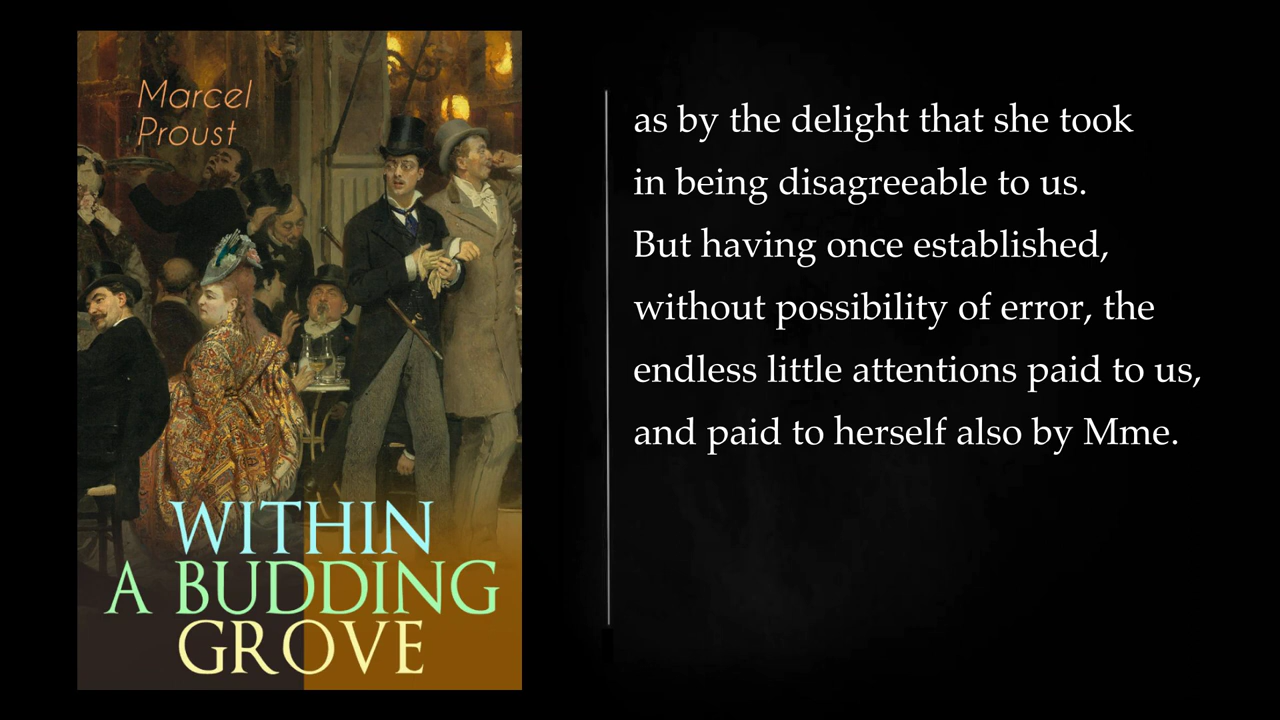 Marcel
Proust
WITHIN
A BUDDING
GROVE
as by the delight that she took
in being disagreeable to us.
But having once established,
without possibility of error, the
endless little attentions paid to us,
and paid to herself also by Mme.